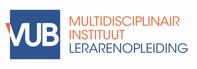 VUB
MULTIDISCIPLINAIR
INSTITUUT
LERARENOPLEIDING